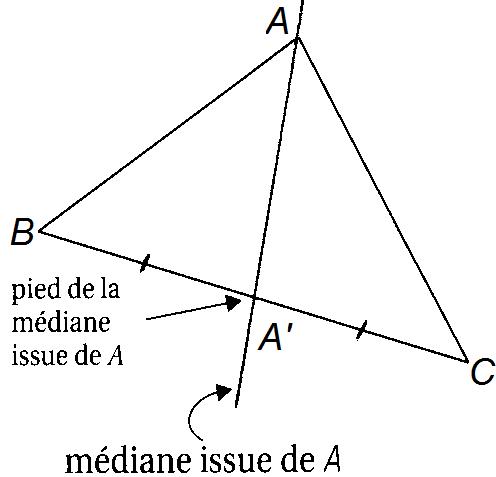 A
B
pied de la
médiane
issue de A
A'
C
médiane issue de A